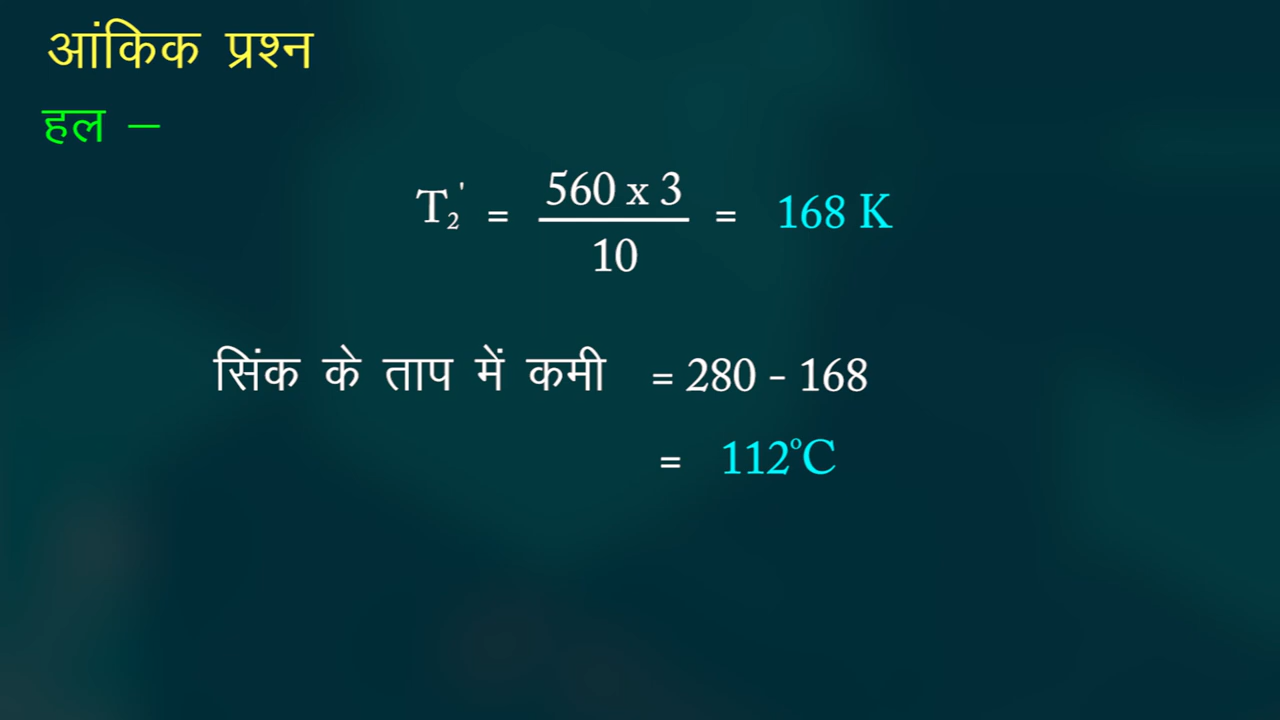 आंकिक प्रश्न
हल –
T₂' = 560 x 3 / 10 = 168 K
सिंक के ताप में कमी = 280 - 168
= 112°C